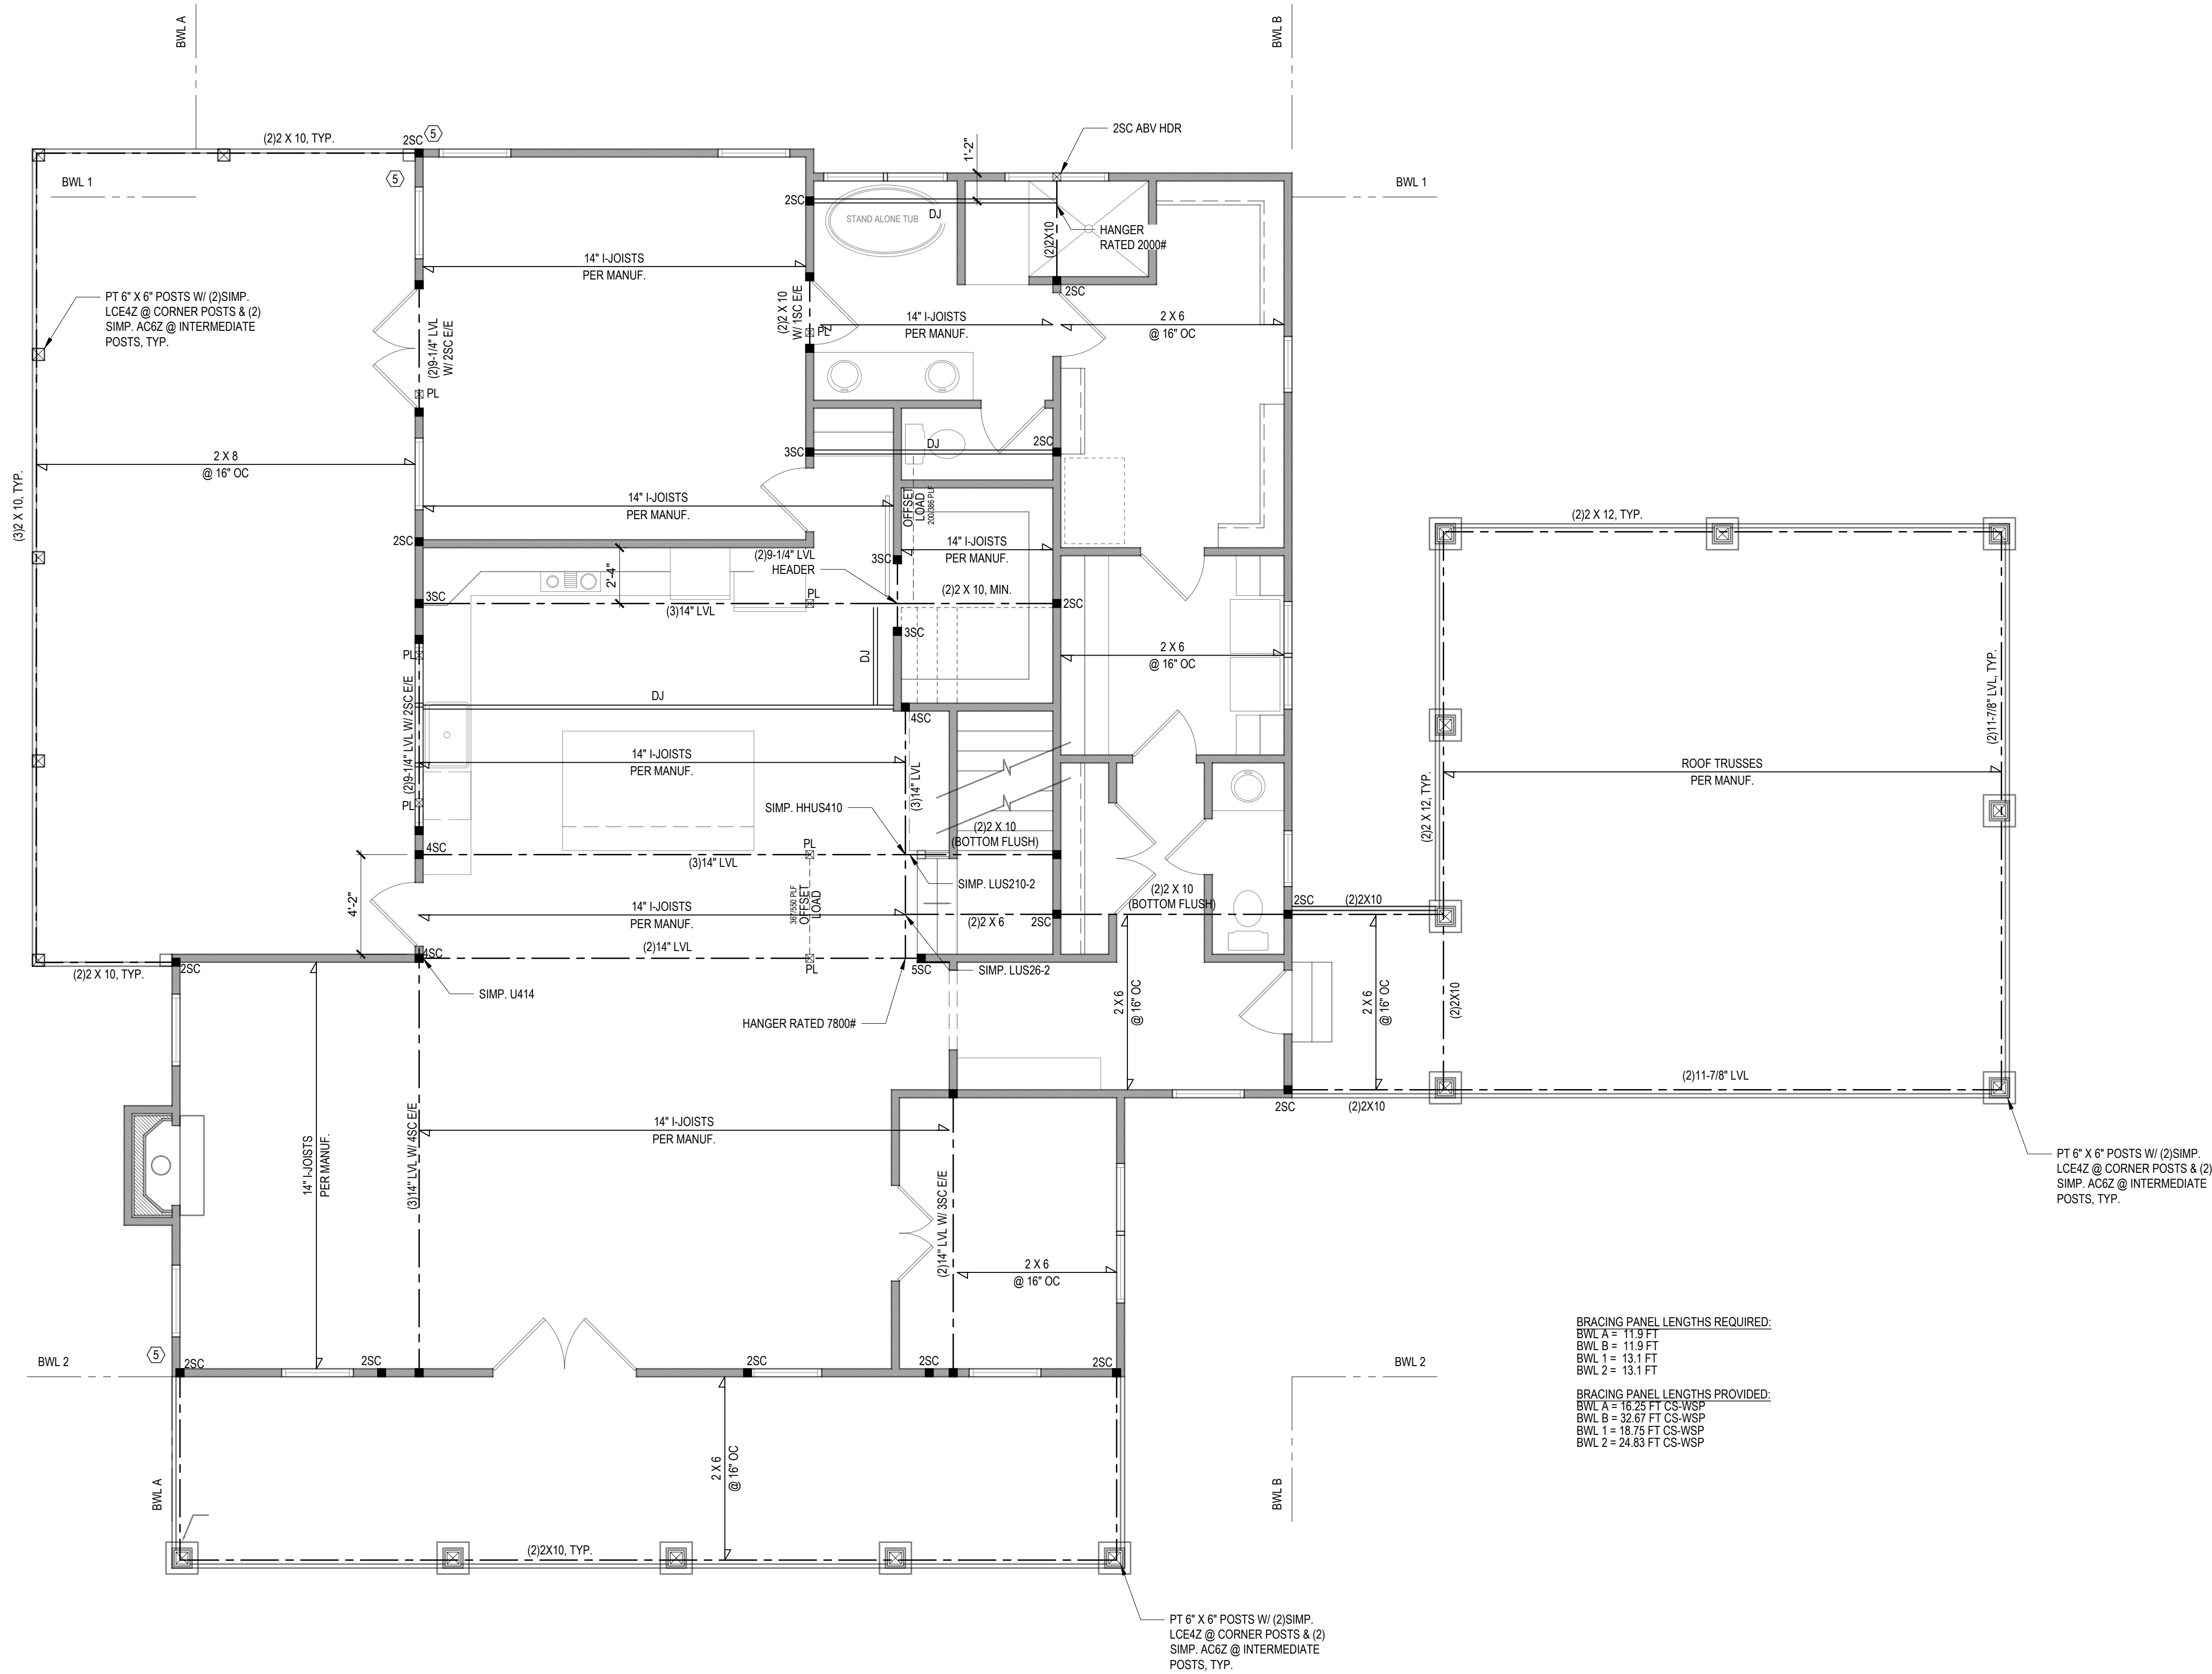 BWL A
BWL B
2SC ABV HDR
(2)2 X 10, TYP.
2SC
5
5
BWL 1
BWL 1
1'-2"
2SC
STAND ALONE TUB
DJ
(2)2X10
HANGER
RATED 2000#
14" I-JOISTS
PER MANUF.
2SC
PT 6" X 6" POSTS W/ (2)SIMP.
LCE4Z @ CORNER POSTS & (2)
SIMP. AC6Z @ INTERMEDIATE
POSTS, TYP.
(2)9-1/4" LVL
W/ 2SC E/E
PL
(2)2 X 10
W/ 1SC E/E
PL
14" I-JOISTS
PER MANUF.
2 X 6
@ 16" OC
(3)2 X 10, TYP.
2 X 8
@ 16" OC
3SC
DJ
2SC
14" I-JOISTS
PER MANUF.
OFFSET
LOAD
200/386 PLF
2SC
2'-4"
(2)9-1/4" LVL
HEADER
3SC
14" I-JOISTS
PER MANUF.
3SC
(3)14" LVL
PL
(2)2 X 10, MIN.
2SC
3SC
DJ
PL
2 X 6
@ 16" OC
DJ
(2)9-1/4" LVL W/ 2SC E/E
4SC
14" I-JOISTS
PER MANUF.
(3)14" LVL
PL
SIMP. HHUS410
(2)2 X 10
(BOTTOM FLUSH)
4SC
(3)14" LVL
PL
SIMP. LUS210-2
4'-2"
367/550 PLF
OFFSET
LOAD
14" I-JOISTS
PER MANUF.
(2)2 X 6
2SC
(2)2 X 10
(BOTTOM FLUSH)
2SC
(2)2X10
(2)14" LVL
4SC
PL
5SC
SIMP. LUS26-2
(2)2 X 10, TYP.
2SC
SIMP. U414
HANGER RATED 7800#
2 X 6
@ 16" OC
2 X 6
@ 16" OC
(2)2X10
(2)2 X 12, TYP.
(2)2 X 12, TYP.
(2)11-7/8" LVL, TYP.
ROOF TRUSSES
PER MANUF.
(2)11-7/8" LVL
2SC
(2)2X10
PT 6" X 6" POSTS W/ (2)SIMP.
LCE4Z @ CORNER POSTS & (2)
SIMP. AC6Z @ INTERMEDIATE
POSTS, TYP.
14" I-JOISTS
PER MANUF.
(3)14" LVL W/ 4SC E/E
14" I-JOISTS
PER MANUF.
(2)14" LVL W/ 3SC E/E
2 X 6
@ 16" OC
5
BWL 2
2SC
2SC
2SC
2SC
2SC
BWL 2
BRACING PANEL LENGTHS REQUIRED:
BWL A = 11.9 FT
BWL B = 11.9 FT
BWL 1 = 13.1 FT
BWL 2 = 13.1 FT
BRACING PANEL LENGTHS PROVIDED:
BWL A = 16.25 FT CS-WSP
BWL B = 32.67 FT CS-WSP
BWL 1 = 18.75 FT CS-WSP
BWL 2 = 24.83 FT CS-WSP
2 X 6
@ 16" OC
BWL A
BWL B
(2)2X10, TYP.
PT 6" X 6" POSTS W/ (2)SIMP.
LCE4Z @ CORNER POSTS & (2)
SIMP. AC6Z @ INTERMEDIATE
POSTS, TYP.